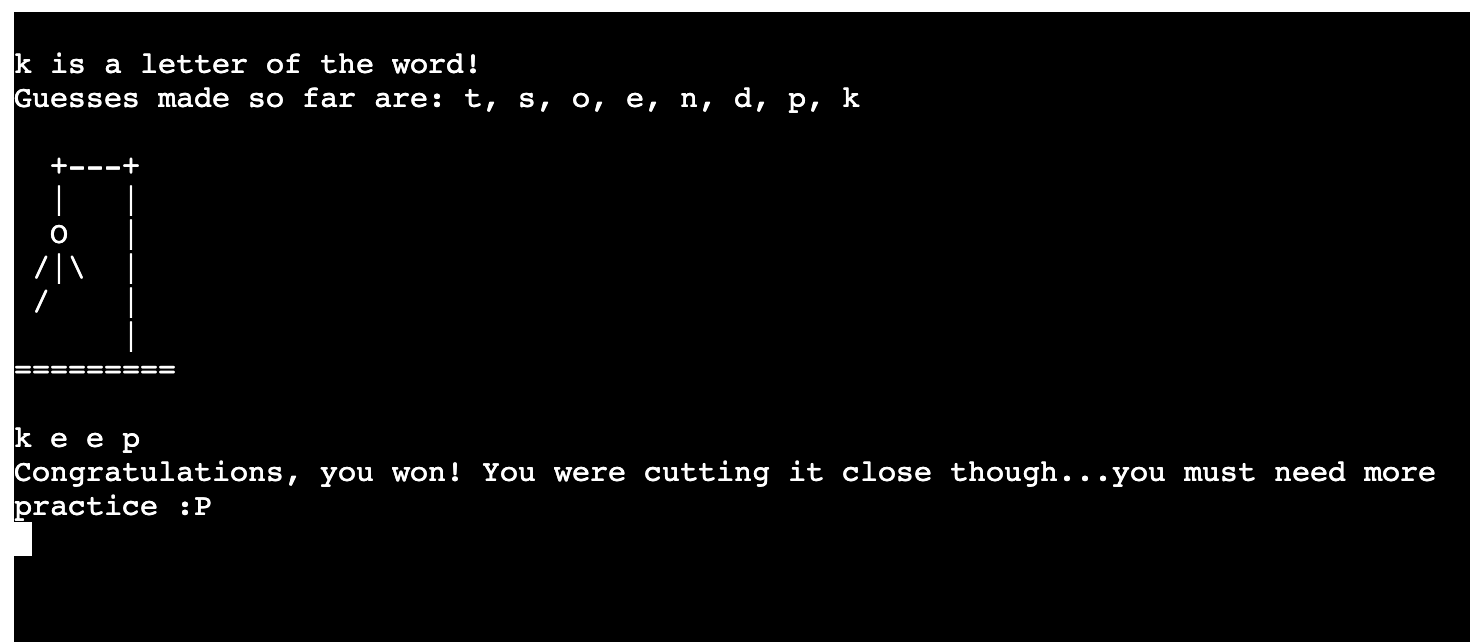 k is a letter of the word!
Guesses made so far are: t, s, o, e, n, d, p, k
  +---+
  |   |
  o   |
 /|\  |
 /    |
      |
=========
k e e p
Congratulations, you won! You were cutting it close though...you must need more
practice :P